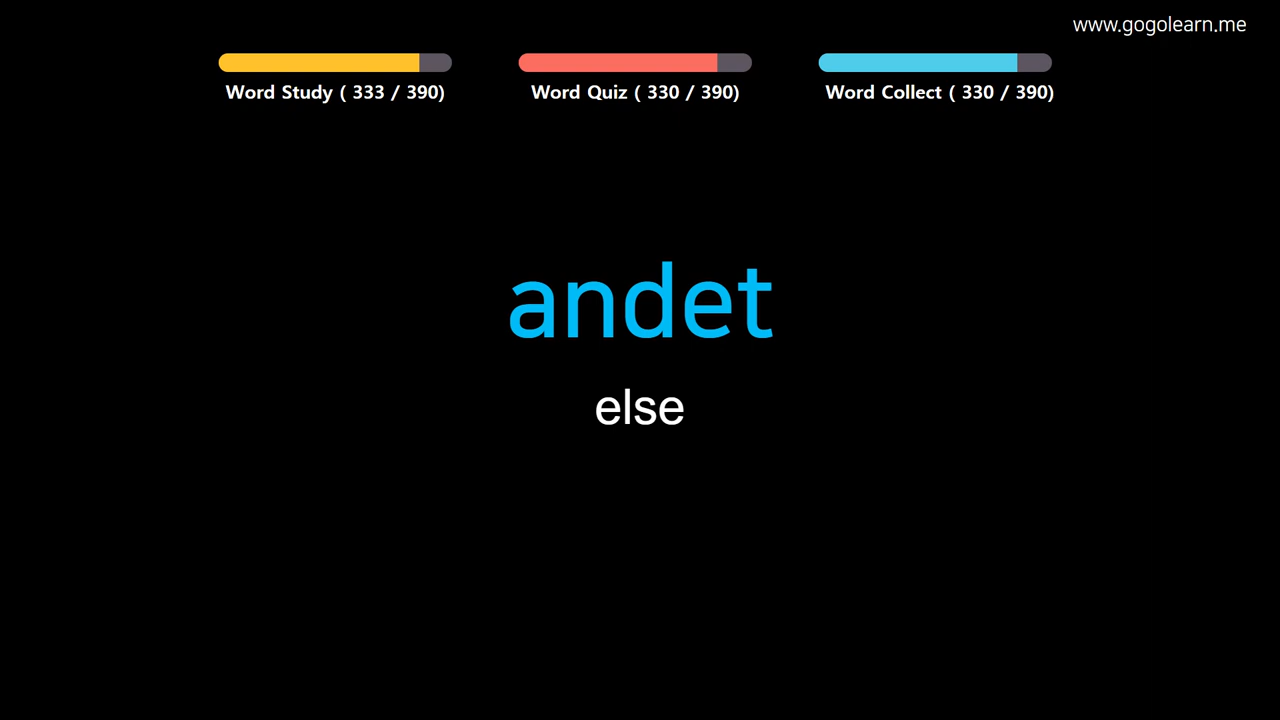 www.gogolearn.me
Word Study ( 333 / 390)
Word Quiz ( 330 / 390)
Word Collect ( 330 / 390)
andet
else